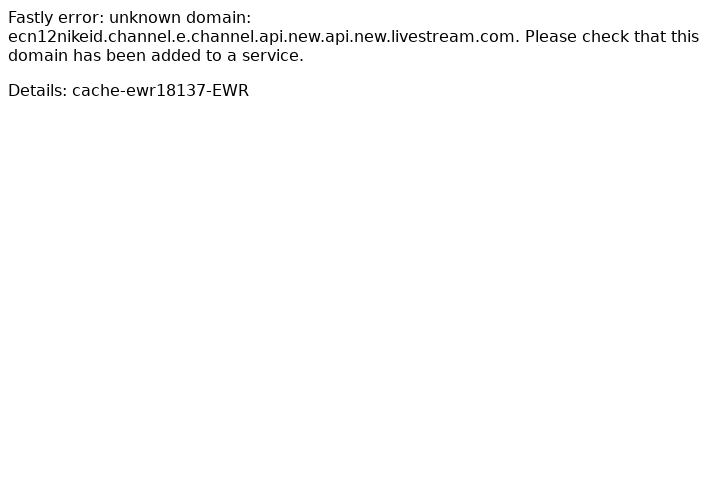 Fastly error: unknown domain:
ecn12nikeid.channel.e.channel.api.new.api.new.livestream.com. Please check that this
domain has been added to a service.
Details: cache-ewr18137-EWR